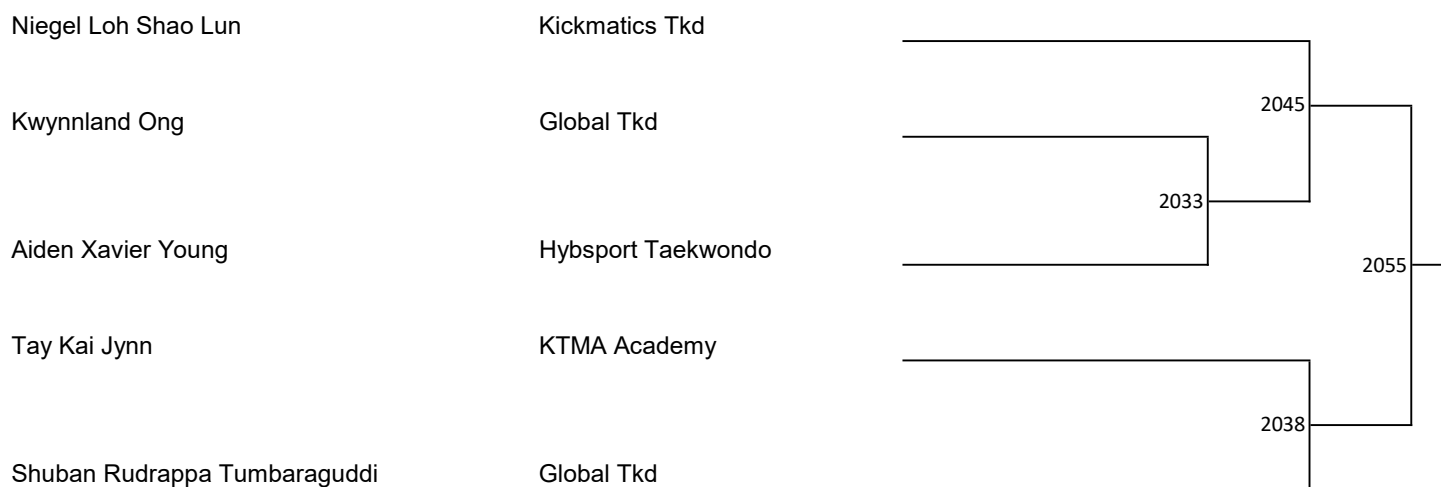 Niegel Loh Shao Lun Kickmatics Tkd
2045
Kwynnland Ong Global Tkd
2033
Aiden Xavier Young Hybsport Taekwondo
2055
Tay Kai Jynn KTMA Academy
2038
Shuban Rudrappa Tumbaraguddi Global Tkd